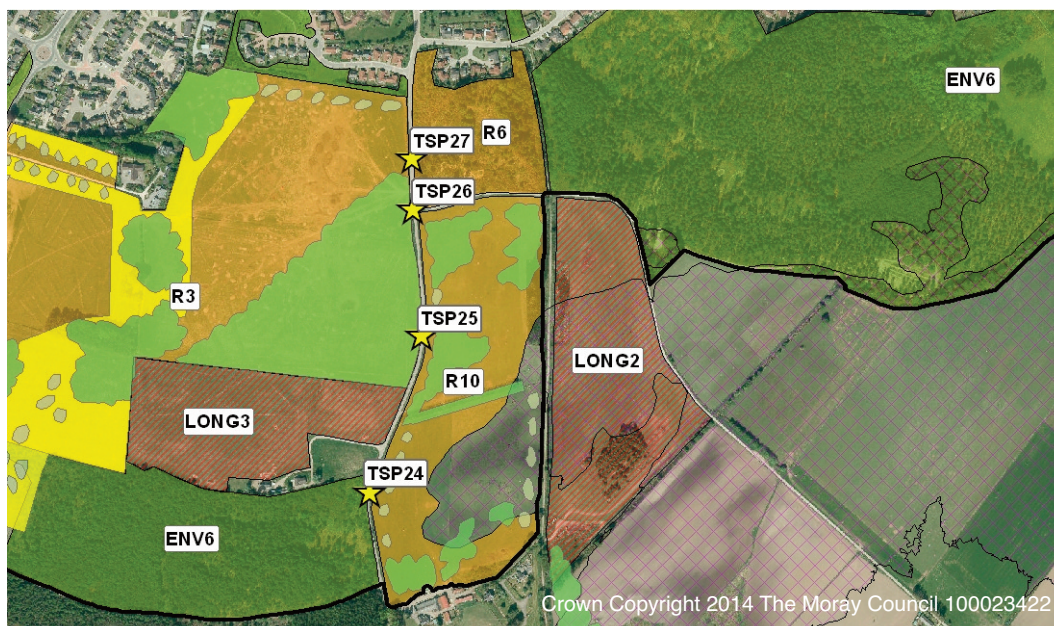 ENV6
TSP27
R6
TSP26
R3
TSP25
LONG2
R10
LONG3
TSP24
ENV6
Crown Copyright 2014 The Moray Council 100023422